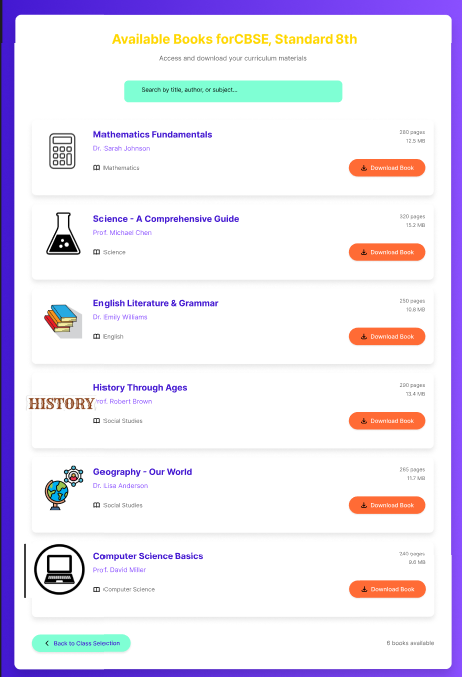 Available Books forCBSE, Standard 8th
Access and download your curriculum materials
Search by title, author, or subject...
Mathematics Fundamentals
280 pages
12.5 MB
Dr. Sarah Johnson
Mathematics
Download Book
Science - A Comprehensive Guide
320 pages
15.2 MB
Prof. Michael Chen
Science
Download Book
English Literature & Grammar
250 pages
10.8 MB
Dr. Emily Williams
English
Download Book
History Through Ages
290 pages
13.4 MB
HISTORY
Prof. Robert Brown
Social Studies
Download Book
Geography - Our World
265 pages
11.7 MB
Dr. Lisa Anderson
Social Studies
Download Book
Computer Science Basics
240 pages
9.8 MB
Prof. David Miller
Computer Science
Download Book
Back to Class Selection
6 books available